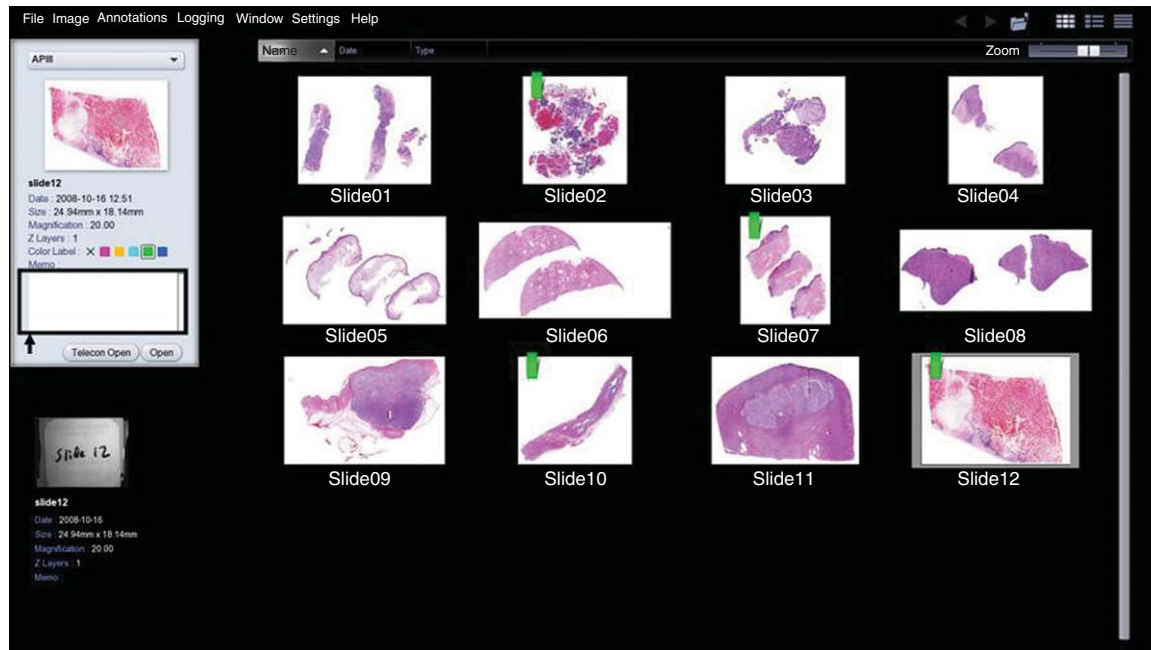 File Image Annotations Logging Window Settings Help
Name Date Type
Zoom
APIII
slide12
Date : 2008-10-16 12:51
Size : 24.94mm x 18.14mm
Magnification : 20.00
Z Layers : 1
Color Label :
Memo :
Telecon Open Open
Slide 12
slide12
Date : 2008-10-16
Size : 24.94mm x 18.14mm
Magnification : 20.00
Z Layers : 1
Memo :
Slide01 Slide02 Slide03 Slide04
Slide05 Slide06 Slide07 Slide08
Slide09 Slide10 Slide11 Slide12